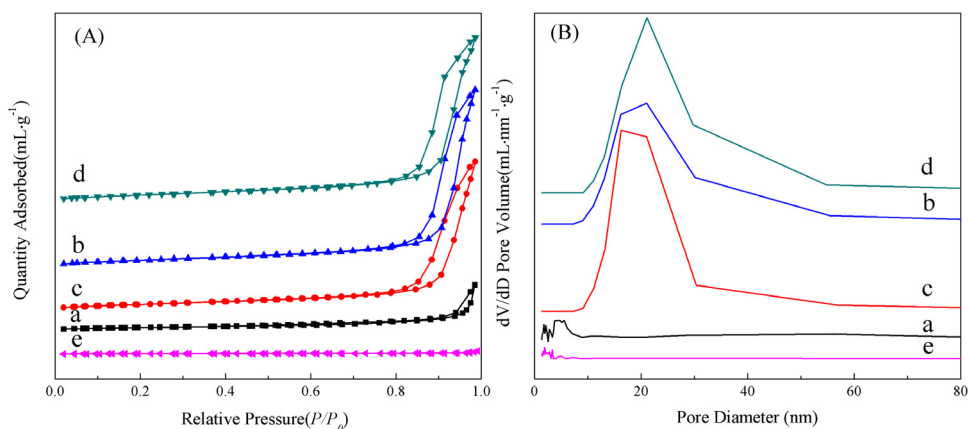 (A)
Quantity Adsorbed(mL·g⁻¹)
d
b
c
a
e
0.0 0.2 0.4 0.6 0.8 1.0
Relative Pressure(P/P₀)
(B)
dV/dD Pore Volume(mL·nm⁻¹·g⁻¹)
d
b
c
a
e
0 20 40 60 80
Pore Diameter (nm)